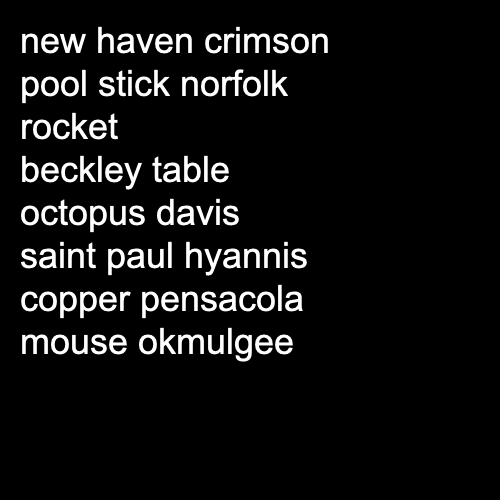 new haven crimson
pool stick norfolk
rocket
beckley table
octopus davis
saint paul hyannis
copper pensacola
mouse okmulgee